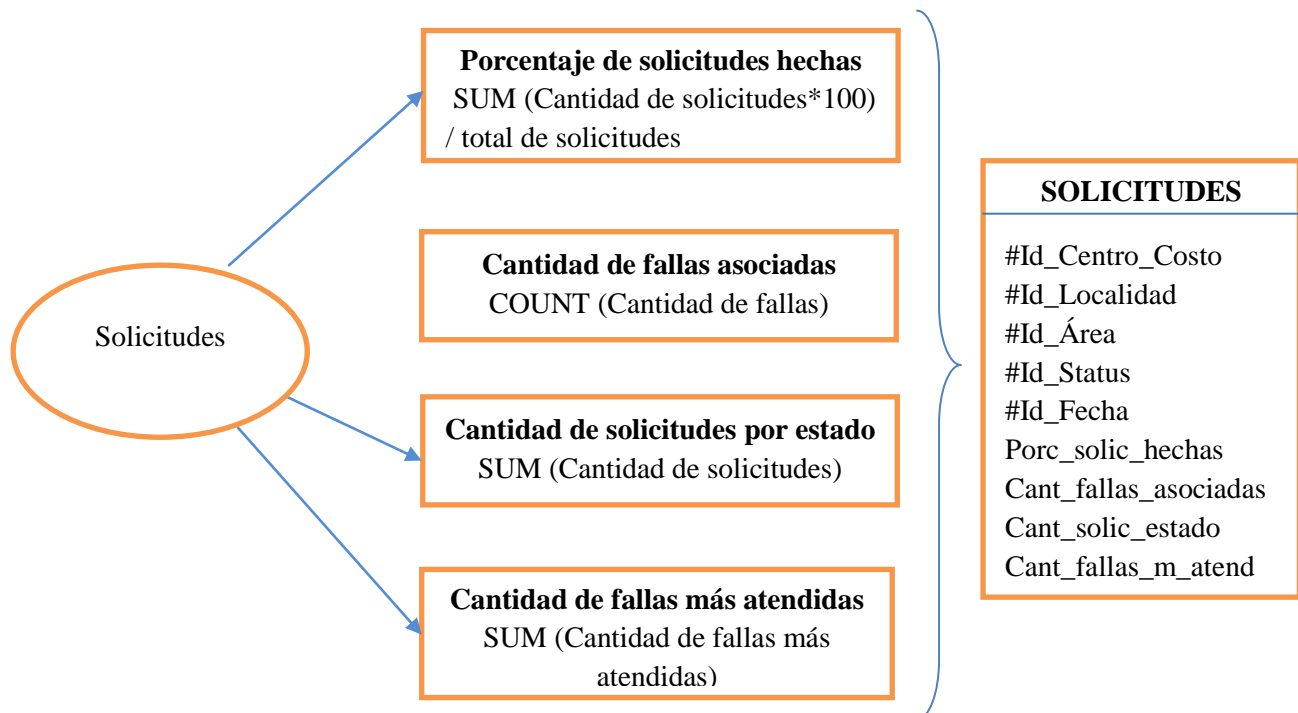 Solicitudes
Porcentaje de solicitudes hechas
SUM (Cantidad de solicitudes*100)
/ total de solicitudes
Cantidad de fallas asociadas
COUNT (Cantidad de fallas)
Cantidad de solicitudes por estado
SUM (Cantidad de solicitudes)
Cantidad de fallas más atendidas
SUM (Cantidad de fallas más
atendidas)
SOLICITUDES
#Id_Centro_Costo
#Id_Localidad
#Id_Área
#Id_Status
#Id_Fecha
Porc_solic_hechas
Cant_fallas_asociadas
Cant_solic_estado
Cant_fallas_m_atend